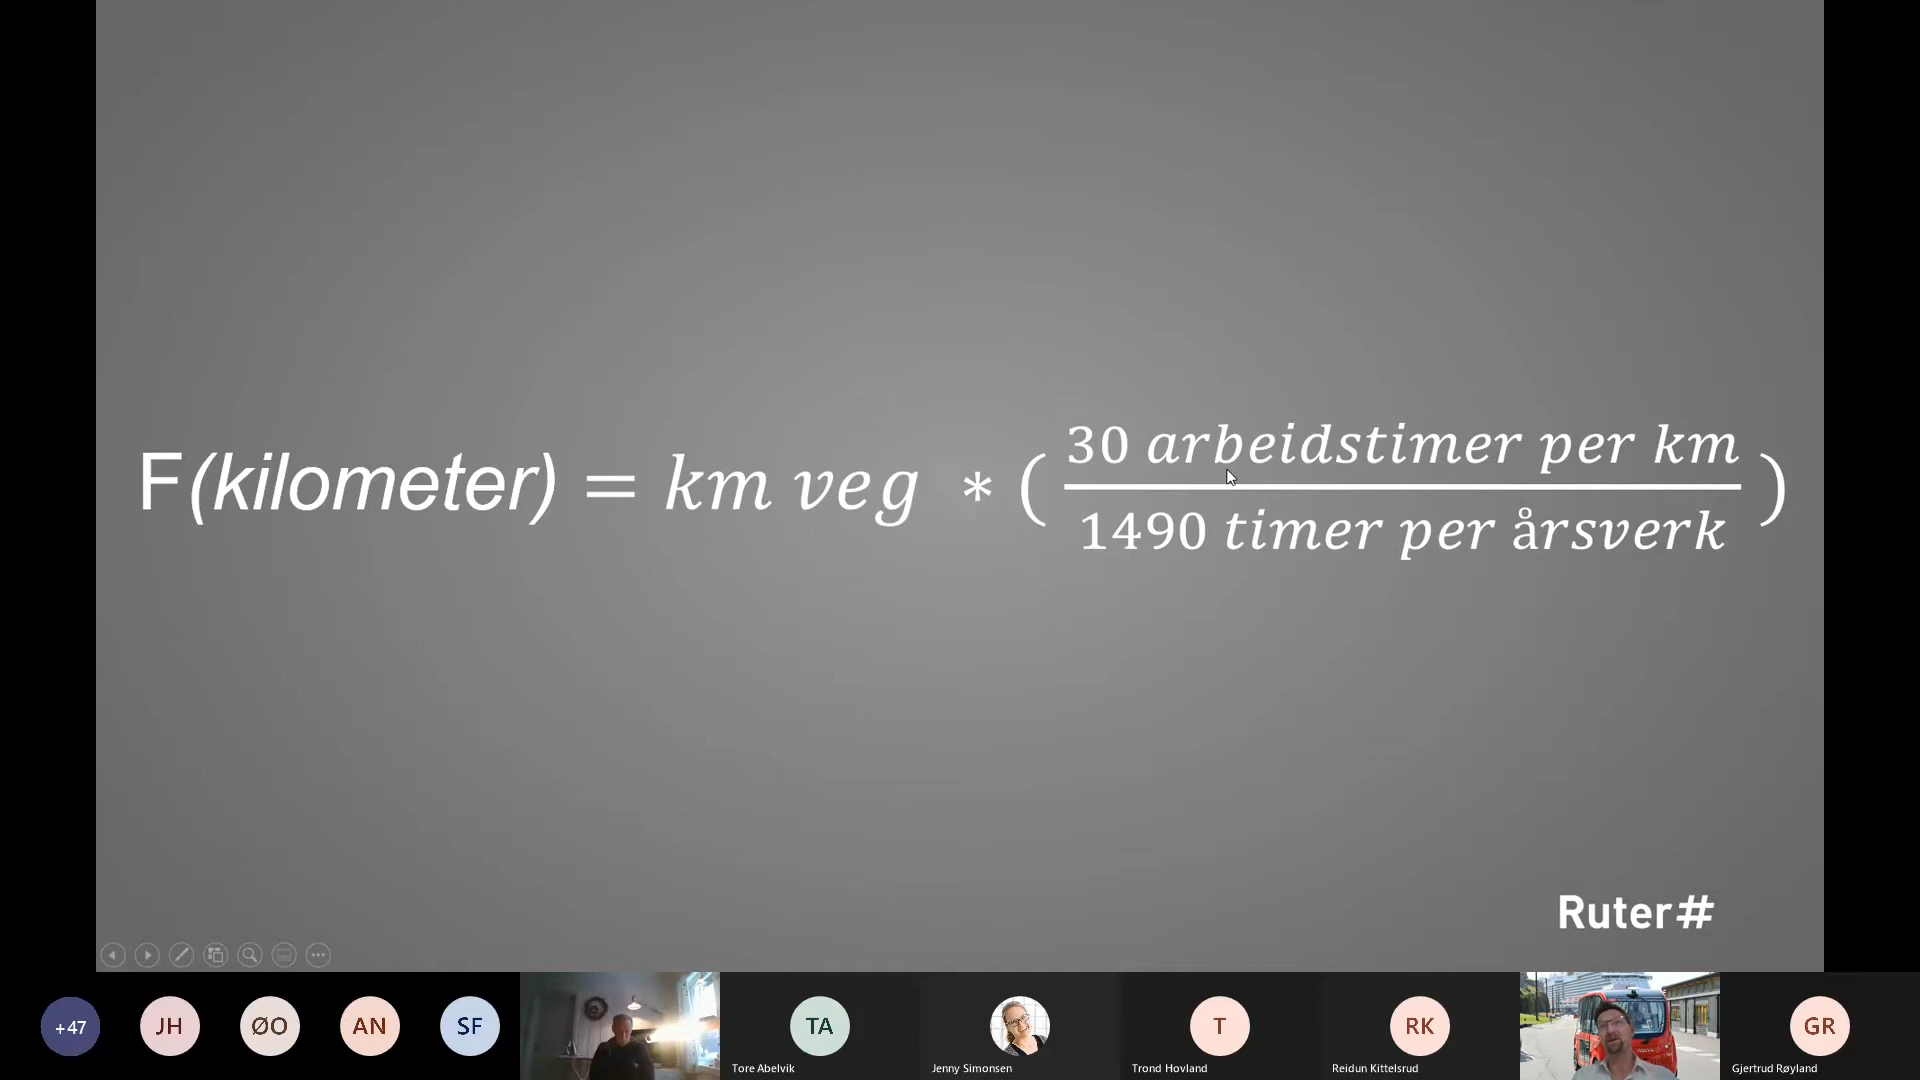 F(kilometer) = km veg * ( 30 arbeidstimer per km / 1490 timer per årsverk )
Ruter#
+47
JH
ØO
AN
SF
TA
T
RK
GR
Tore Abelvik
Jenny Simonsen
Trond Hovland
Reidun Kittelsrud
Gjertrud Røyland